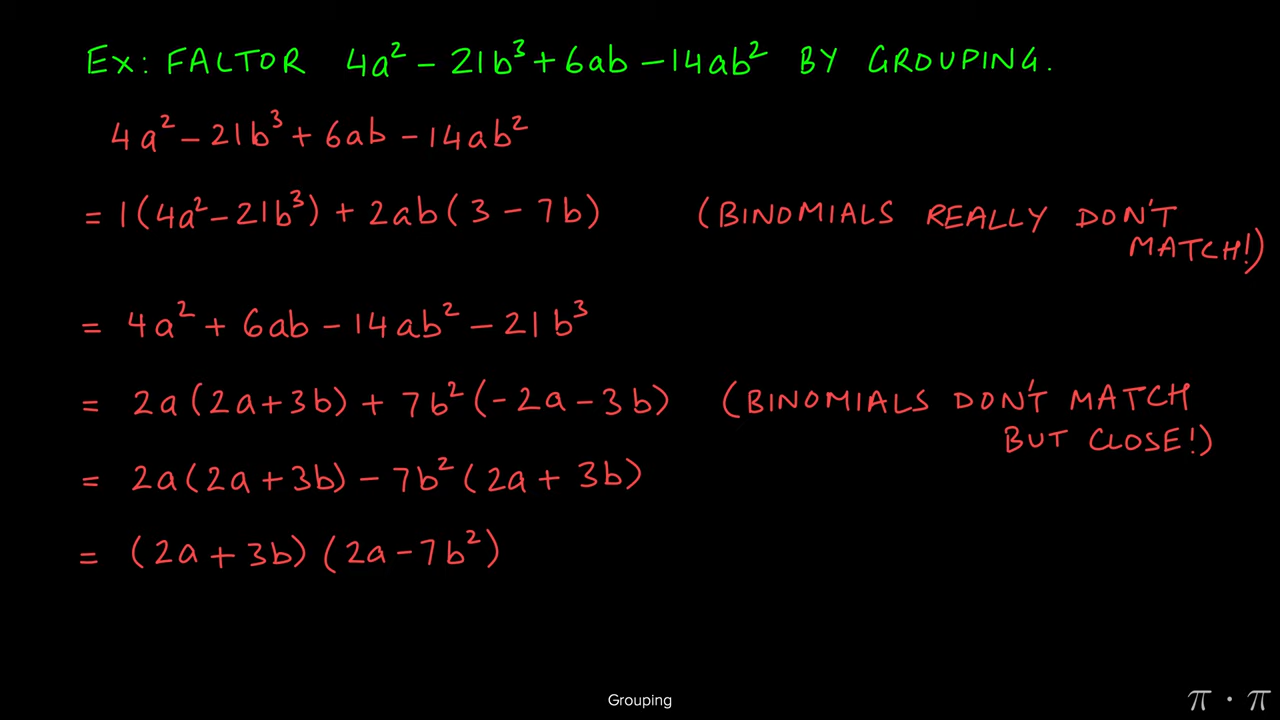 Ex: FALTOR 4a² - 21b³ + 6ab - 14ab² BY GROUPING.
4a² - 21b³ + 6ab - 14ab²
= 1(4a² - 21b³) + 2ab(3 - 7b) (BINOMIALS REALLY DON'T
MATCH!)
= 4a² + 6ab - 14ab² - 21b³
= 2a(2a + 3b) + 7b²(-2a - 3b) (BINOMIALS DON'T MATCH
BUT CLOSE!)
= 2a(2a + 3b) - 7b²(2a + 3b)
= (2a + 3b)(2a - 7b²)
Grouping
π · π